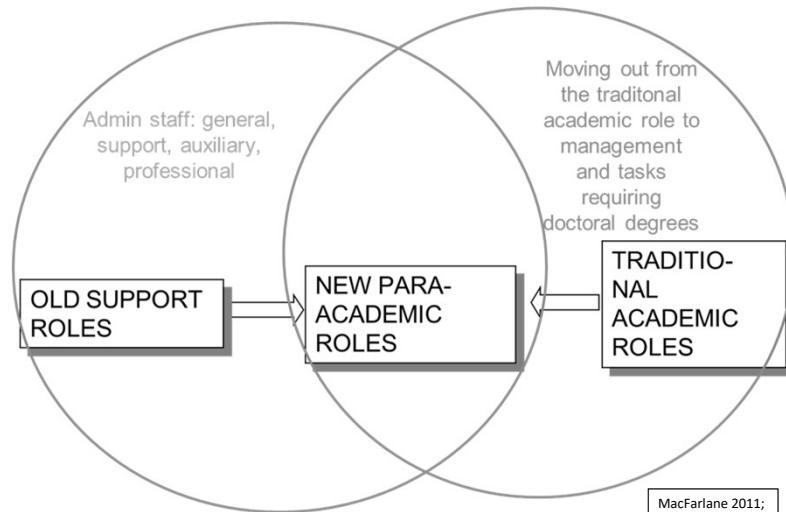 Admin staff: general,
support, auxiliary,
professional
Moving out from
the traditonal
academic role to
management
and tasks
requiring
doctoral degrees
OLD SUPPORT
ROLES
NEW PARA-
ACADEMIC
ROLES
TRADITIO-
NAL
ACADEMIC
ROLES
MacFarlane 2011;